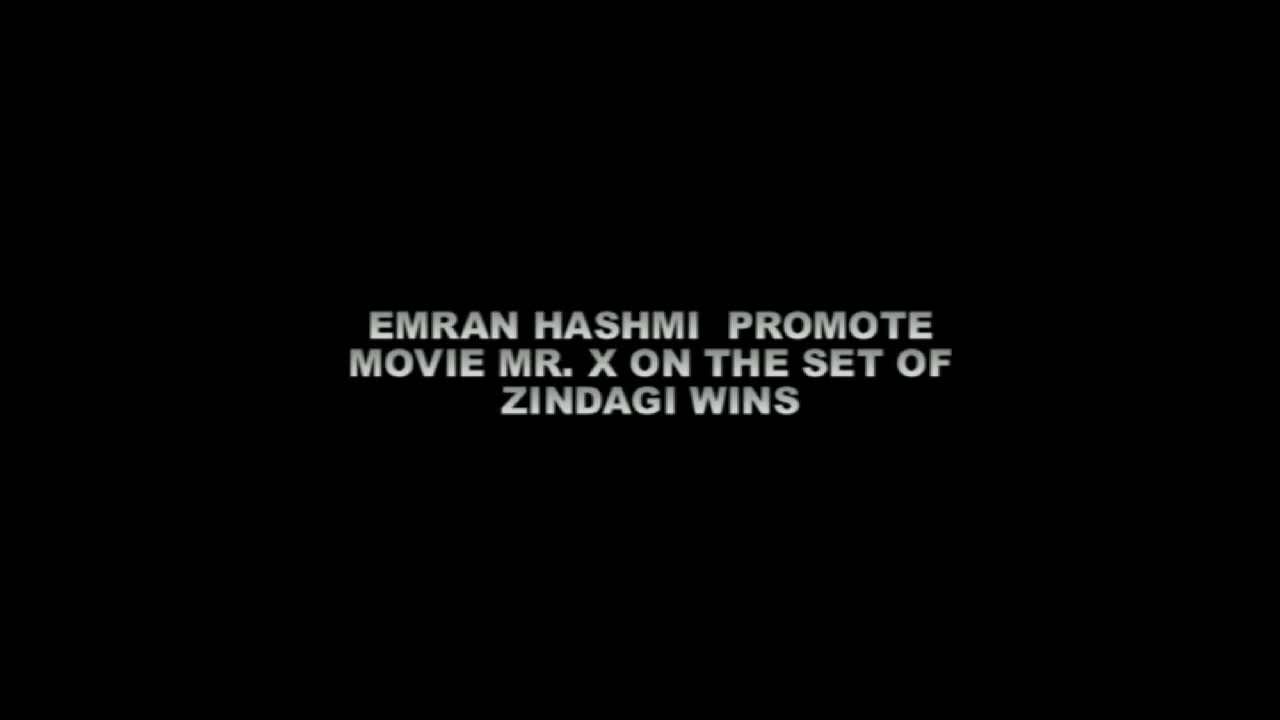 EMRAN HASHMI  PROMOTE
MOVIE MR. X ON THE SET OF
ZINDAGI WINS